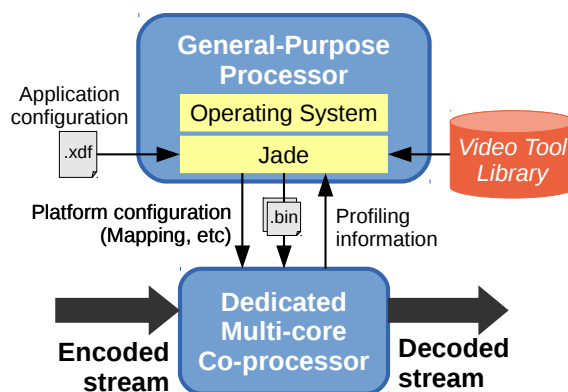 General-Purpose
Processor
Operating System
Jade
Application
configuration
.xdf
Video Tool
Library
Platform configuration
(Mapping, etc)
.bin
Profiling
information
Dedicated
Multi-core
Co-processor
Encoded
stream
Decoded
stream